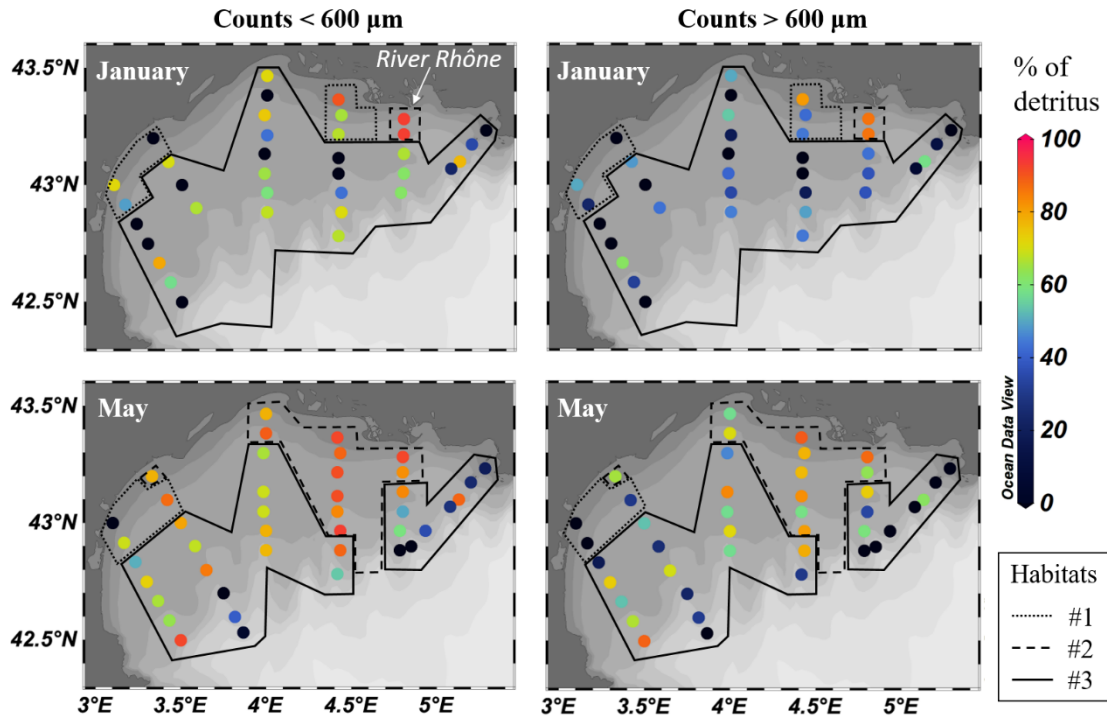 Counts < 600 µm
Counts > 600 µm
43.5°N
43°N
42.5°N
January
River Rhône
January
% of
detritus
100
80
60
40
20
0
Ocean Data View
43.5°N
43°N
42.5°N
May
May
3°E 3.5°E 4°E 4.5°E 5°E
3°E 3.5°E 4°E 4.5°E 5°E
Habitats
#1
#2
#3